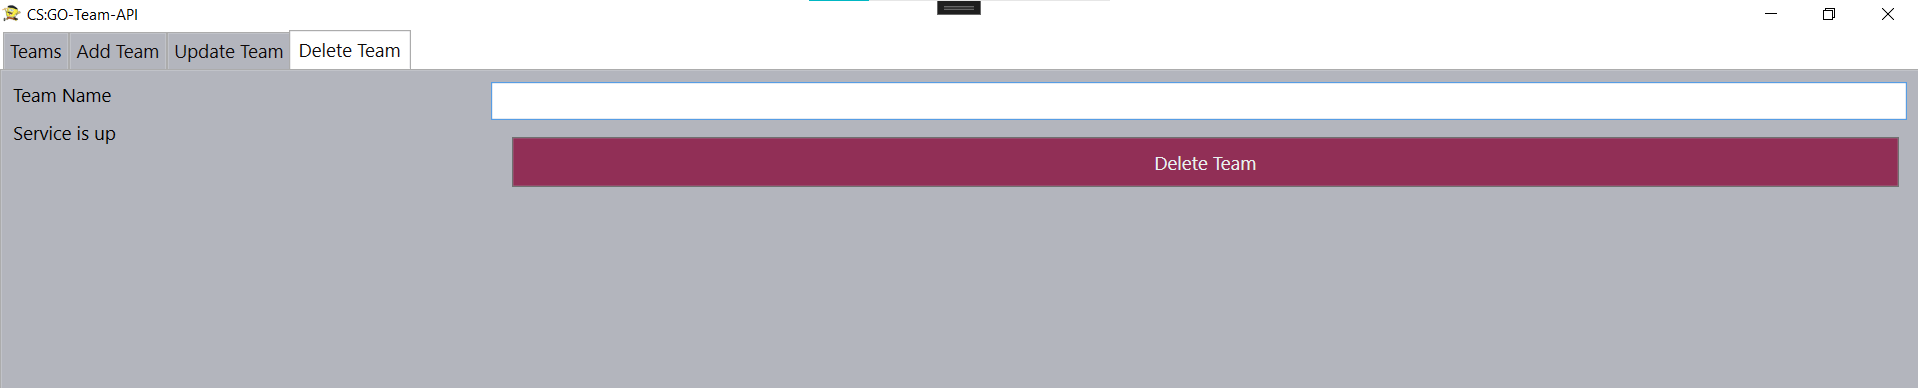 CS:GO-Team-API
Teams Add Team Update Team Delete Team
Team Name
Service is up
Delete Team